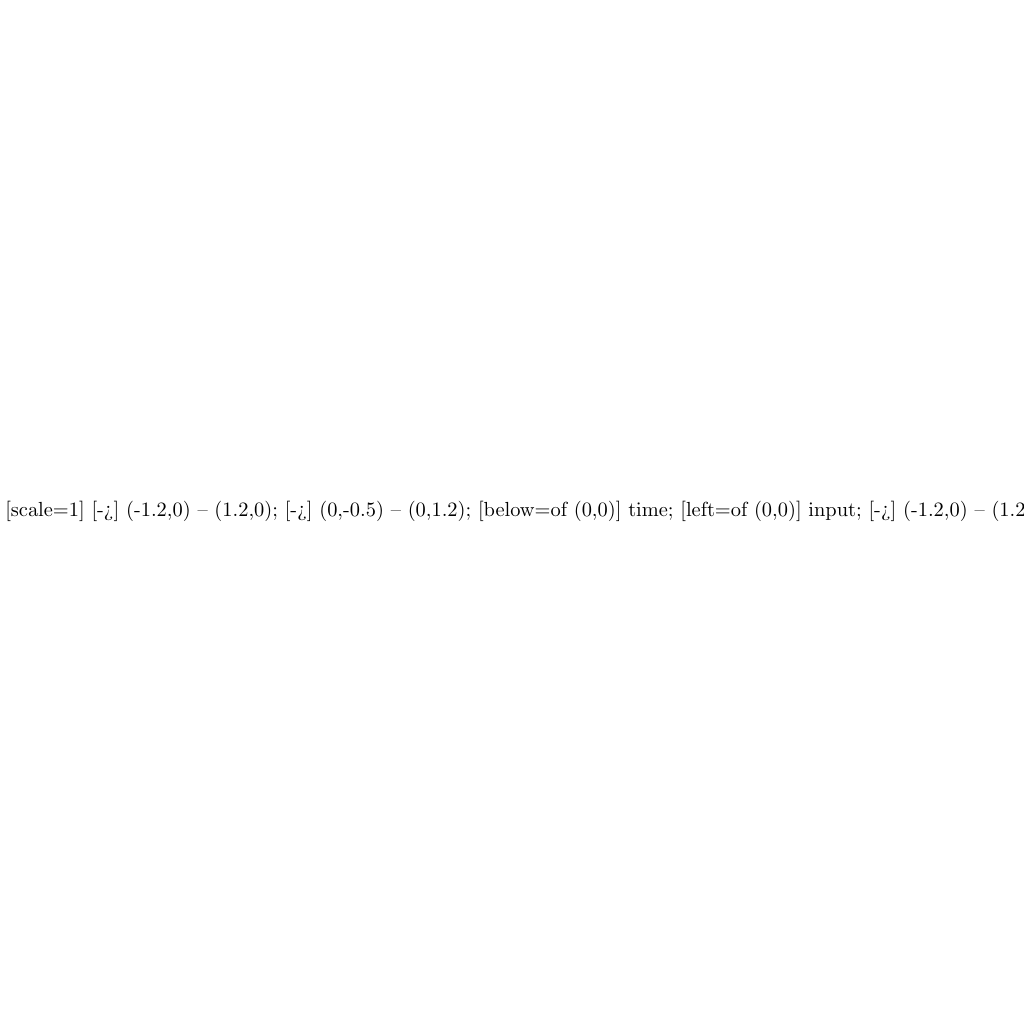 [scale=1] [-¿] (-1.2,0) – (1.2,0); [-¿] (0,-0.5) – (0,1.2); [below=of (0,0)] time; [left=of (0,0)] input; [-¿] (-1.2,0) – (1.2